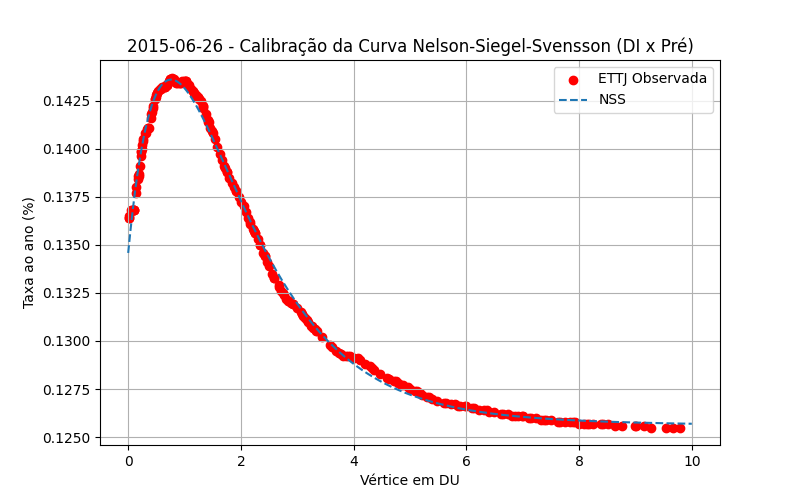 2015-06-26 - Calibração da Curva Nelson-Siegel-Svensson (DI x Pré)
ETTJ Observada
NSS
Taxa ao ano (%)
0.1425
0.1400
0.1375
0.1350
0.1325
0.1300
0.1275
0.1250
0 2 4 6 8 10
Vértice em DU